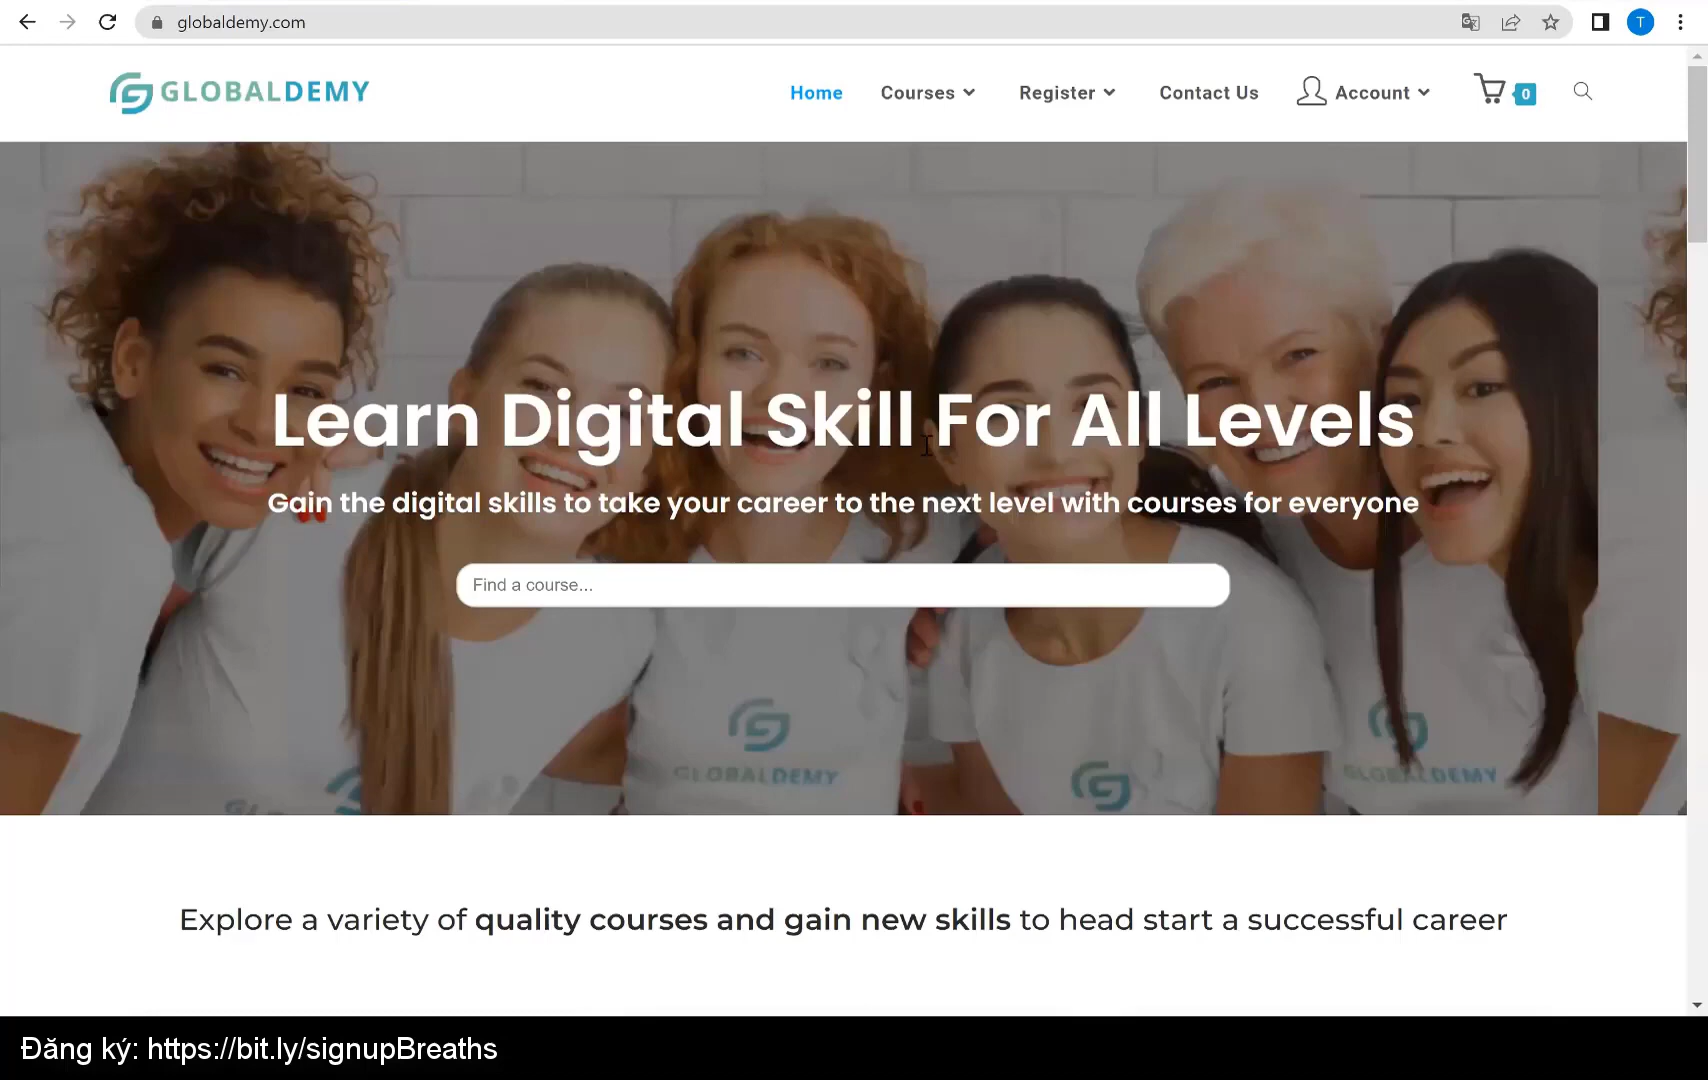 globaldemy.com
T
GLOBALDEMY
Home
Courses
Register
Contact Us
Account
0
Learn Digital Skill For All Levels
Gain the digital skills to take your career to the next level with courses for everyone
Find a course...
GLOBALDEMY
GLOBALDEMY
Explore a variety of quality courses and gain new skills to head start a successful career
Đăng ký: https://bit.ly/signupBreaths